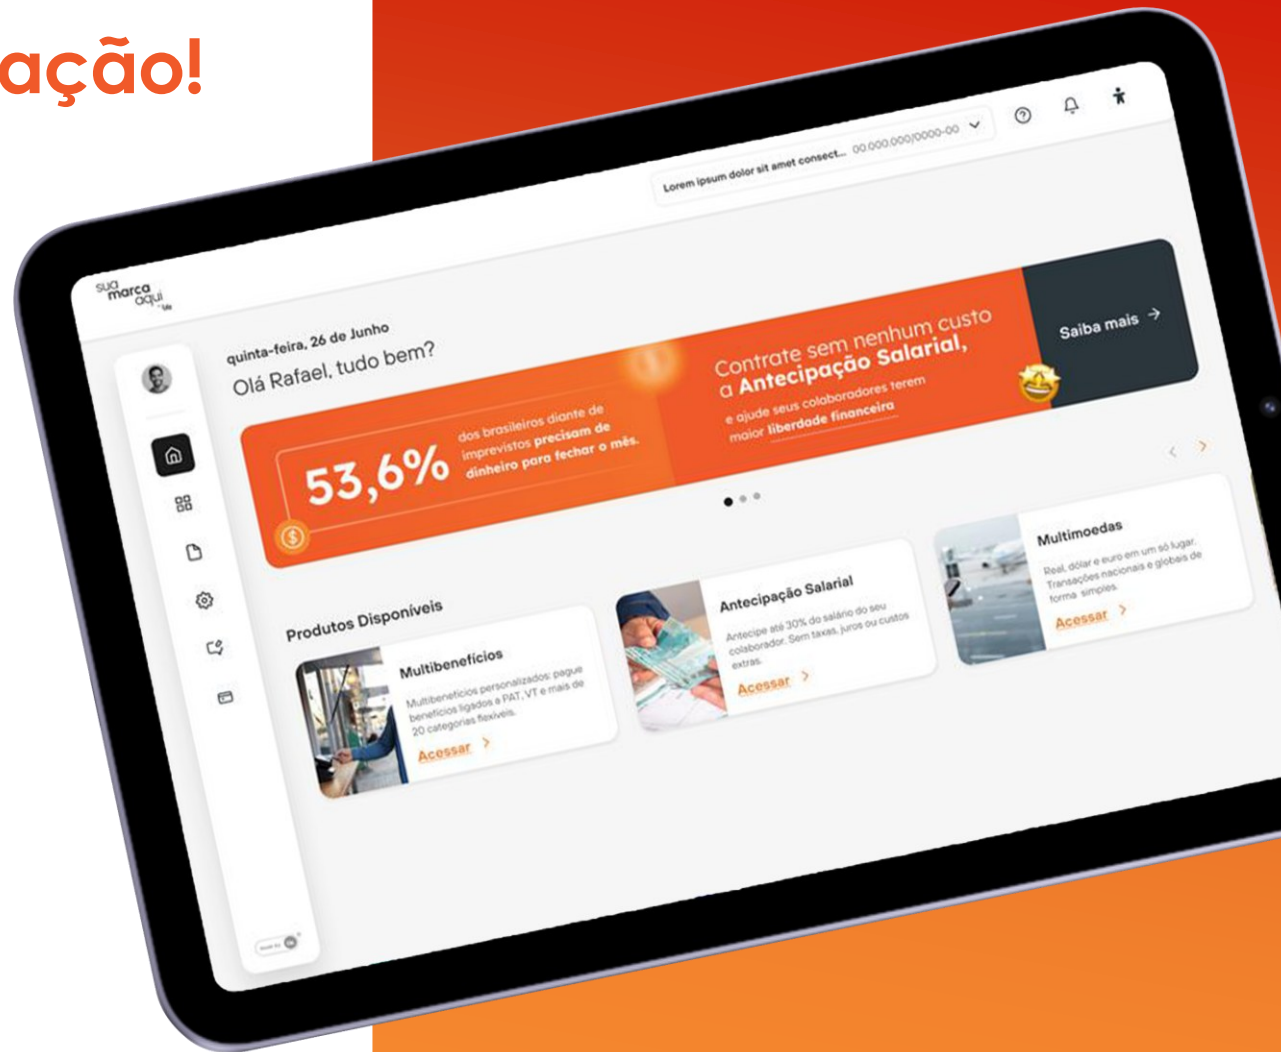 ação!
Lorem ipsum dolor sit amet consect... 00.000.000/0000-00
sua
marca
aqui
quinta-feira, 26 de Junho
Olá Rafael, tudo bem?
53,6%
dos brasileiros diante de
imprevistos precisam de
dinheiro para fechar o mês.
Contrate sem nenhum custo
a Antecipação Salarial,
e ajude seus colaboradores terem
maior liberdade financeira
Saiba mais
Produtos Disponíveis
Multibenefícios
Multibenefícios personalizados: pague
benefícios ligados a PAT, VT e mais de
20 categorias flexíveis.
Acessar
Antecipação Salarial
Antecipe até 30% do salário do seu
colaborador. Sem taxas, juros ou custos
extras.
Acessar
Multimoedas
Real, dólar e euro em um só lugar.
Transações nacionais e globais de
forma simples.
Acessar